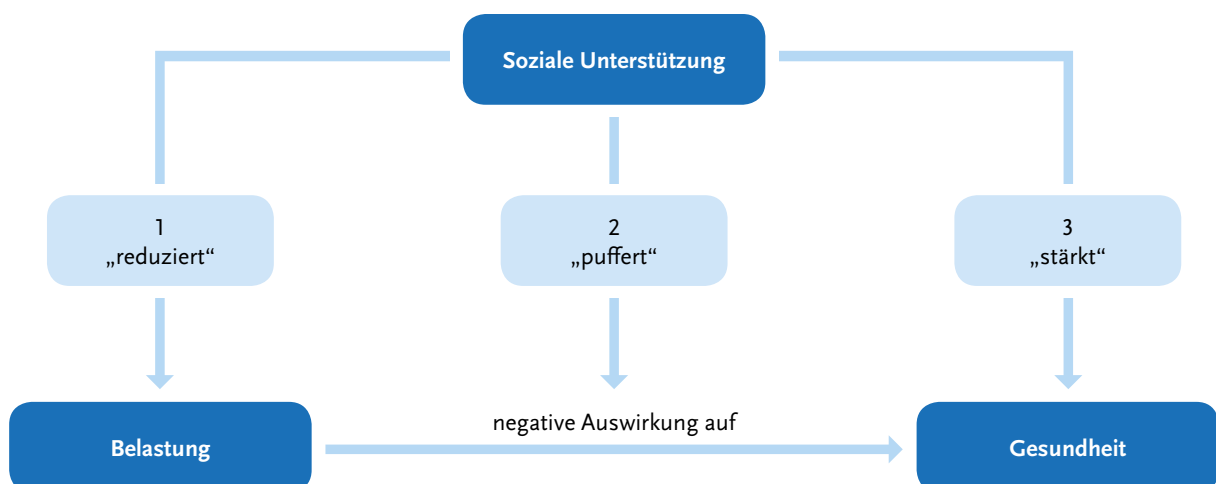 Soziale Unterstützung
1
„reduziert“
2
„puffert“
3
„stärkt“
negative Auswirkung auf
Belastung
Gesundheit